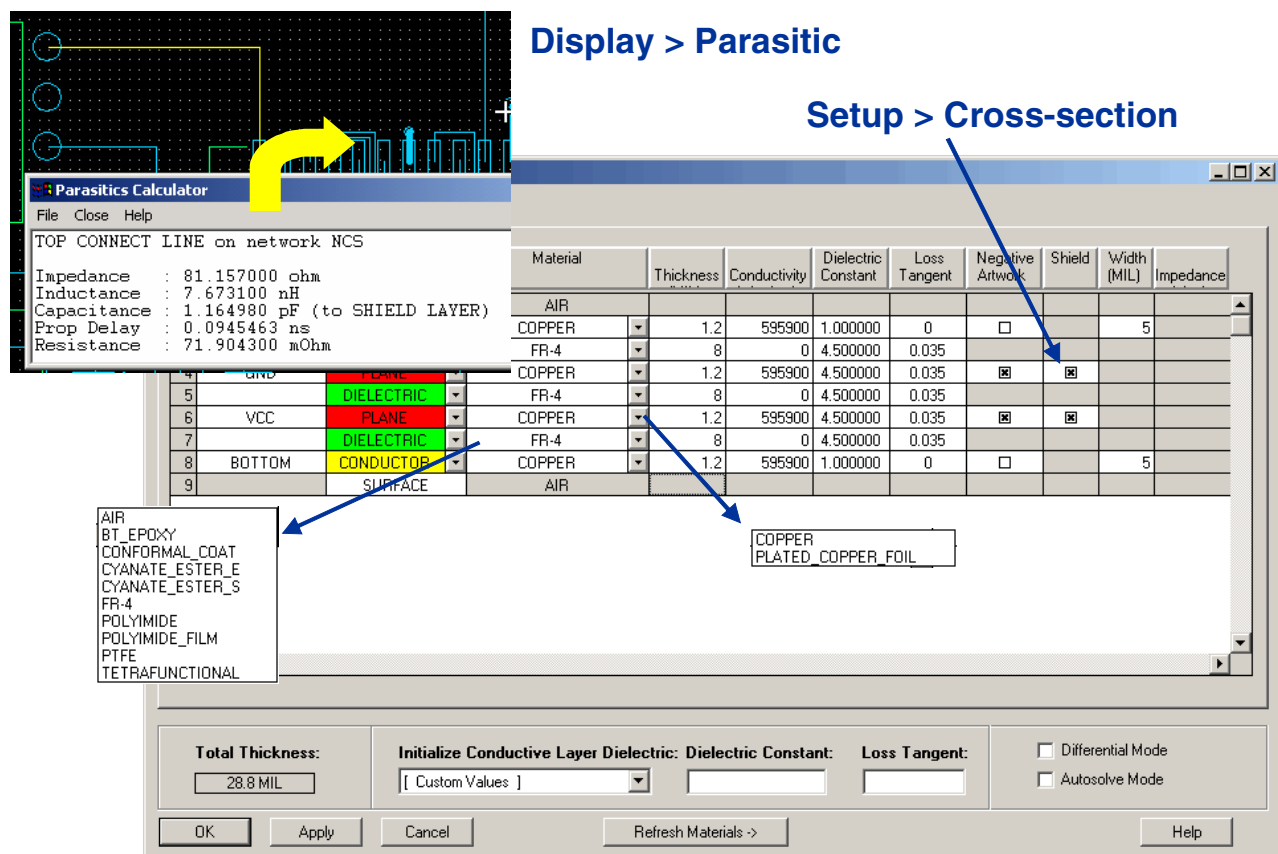 Display > Parasitic
Setup > Cross-section
Parasitics Calculator
File Close Help
TOP CONNECT LINE on network NCS
Impedance : 81.157000 ohm
Inductance : 7.673100 nH
Capacitance : 1.164980 pF (to SHIELD LAYER)
Prop Delay : 0.0945463 ns
Resistance : 71.904300 mOhm
Material Thickness Conductivity Dielectric Constant Loss Tangent Negative Artwork Shield Width (MIL) Impedance
AIR
COPPER 1.2 595900 1.000000 0 5
FR-4 8 0 4.500000 0.035
4 GND PLANE COPPER 1.2 595900 4.500000 0.035
5 DIELECTRIC FR-4 8 0 4.500000 0.035
6 VCC PLANE COPPER 1.2 595900 4.500000 0.035
7 DIELECTRIC FR-4 8 0 4.500000 0.035
8 BOTTOM CONDUCTOR COPPER 1.2 595900 1.000000 0 5
9 SURFACE AIR
AIR
BT_EPOXY
CONFORMAL_COAT
CYANATE_ESTER_E
CYANATE_ESTER_S
FR-4
POLYIMIDE
POLYIMIDE_FILM
PTFE
TETRAFUNCTIONAL
COPPER
PLATED_COPPER_FOIL
Total Thickness: Initialize Conductive Layer Dielectric: Dielectric Constant: Loss Tangent: Differential Mode
28.8 MIL [ Custom Values ] Autosolve Mode
OK Apply Cancel Refresh Materials -> Help